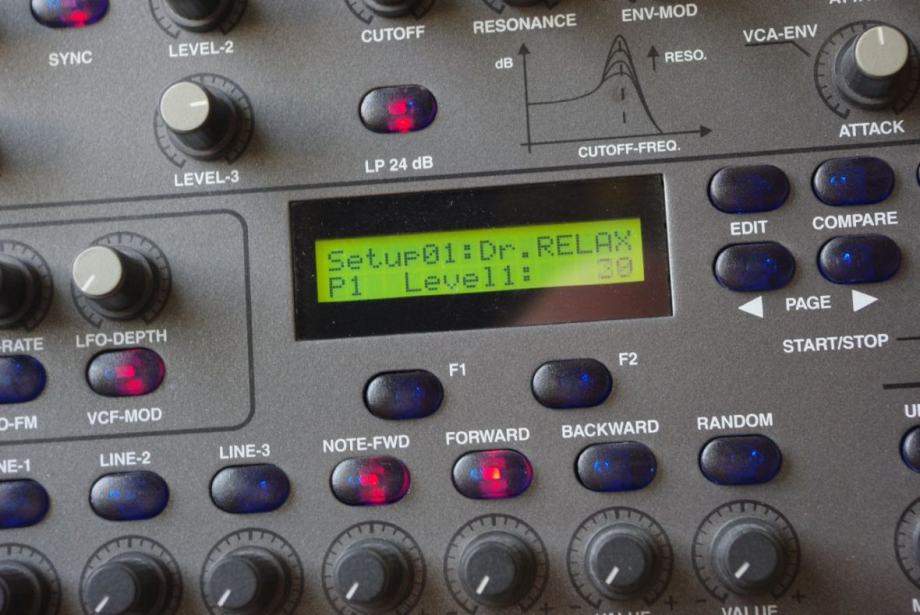 SYNC
LEVEL-2
CUTOFF
RESONANCE
ENV-MOD
VCA-ENV
dB
RESO.
LEVEL-3
LP 24 dB
CUTOFF-FREQ.
ATTACK
EDIT
COMPARE
Setup01:Dr.RELAX
P1 Level1: 30
PAGE
-RATE
LFO-DEPTH
START/STOP
F1
F2
VCF-MOD
LINE-2
LINE-3
NOTE-FWD
FORWARD
BACKWARD
RANDOM
VALUE
VALUE